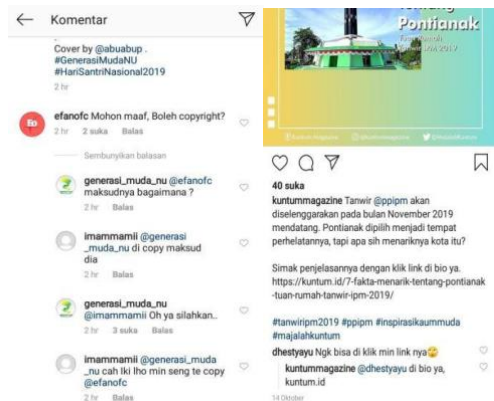 Komentar
Cover by @abuabup .
#GenerasiMudaNU
#HariSantriNasional2019
2 hr
efanofc Mohon maaf, Boleh copyright?
2 hr 2 suka Balas
Sembunyikan balasan
generasi_muda_nu @efanofc
maksudnya bagaimana ?
2 hr Balas
imammamii @generasi
_muda_nu di copy maksud
dia
2 hr Balas
generasi_muda_nu
@imammamii Oh ya silahkan..
2 hr 3 suka Balas
imammamii @generasi_muda
_nu cah Iki lho min seng te copy
@efanofc
2 hr Balas
Pontianak
40 suka
kuntummagazine Tanwir @ppipm akan
diselenggarakan pada bulan November 2019
mendatang. Pontianak dipilih menjadi tempat
perhelatannya, tapi apa sih menariknya kota itu?
Simak penjelasannya dengan klik link di bio ya.
https://kuntum.id/7-fakta-menarik-tentang-pontianak
-tuan-rumah-tanwir-ipm-2019/
#tanwiripm2019 #ppipm #inspirasikaummuda
#majalahkuntum
dhestyayu Ngk bisa di klik min link nya
kuntummagazine @dhestyayu di bio ya,
kuntum.id
14 Oktober